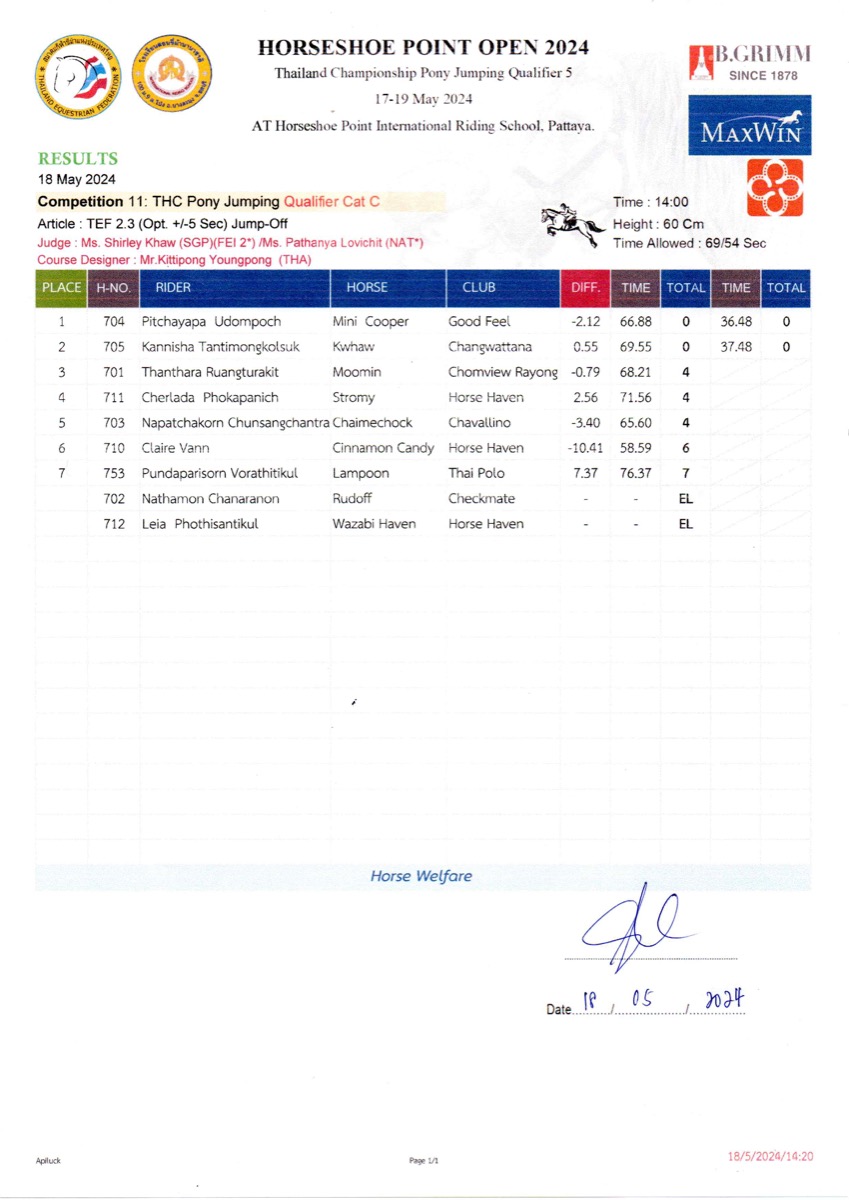 HORSESHOE POINT OPEN 2024
Thailand Championship Pony Jumping Qualifier 5
17-19 May 2024
AT Horseshoe Point International Riding School, Pattaya.
THAILAND EQUESTRIAN FEDERATION
B.GRIMM
SINCE 1878
MAXWIN
RESULTS
18 May 2024
Competition 11: THC Pony Jumping Qualifier Cat C
Article : TEF 2.3 (Opt. +/-5 Sec) Jump-Off
Judge : Ms. Shirley Khaw (SGP)(FEI 2*) /Ms. Pathanya Lovichit (NAT*)
Course Designer : Mr.Kittipong Youngpong (THA)
Time : 14:00
Height : 60 Cm
Time Allowed : 69/54 Sec
PLACE H-NO. RIDER HORSE CLUB DIFF. TIME TOTAL TIME TOTAL
1 704 Pitchayapa Udompoch Mini Cooper Good Feel -2.12 66.88 0 36.48 0
2 705 Kannisha Tantimongkolsuk Kwhaw Changwattana 0.55 69.55 0 37.48 0
3 701 Thanthara Ruangturakit Moomin Chomview Rayong -0.79 68.21 4
4 711 Cherlada Phokapanich Stromy Horse Haven 2.56 71.56 4
5 703 Napatchakorn Chunsangchantra Chaimechock Chavallino -3.40 65.60 4
6 710 Claire Vann Cinnamon Candy Horse Haven -10.41 58.59 6
7 753 Pundaparisorn Vorathitikul Lampoon Thai Polo 7.37 76.37 7
702 Nathamon Chanaranon Rudoff Checkmate - - EL
712 Leia Phothisantikul Wazabi Haven Horse Haven - - EL
Horse Welfare
Date 18 / 05 / 2024
Apiluck
Page 1/1
18/5/2024/14:20